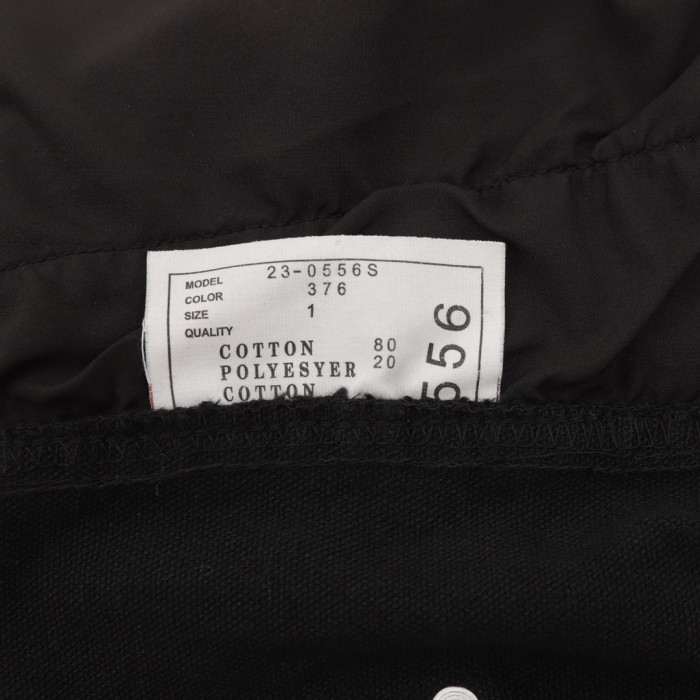 MODEL 23-0556S
COLOR 376
SIZE 1
QUALITY
COTTON 80
POLYESYER 20
COTTON
556